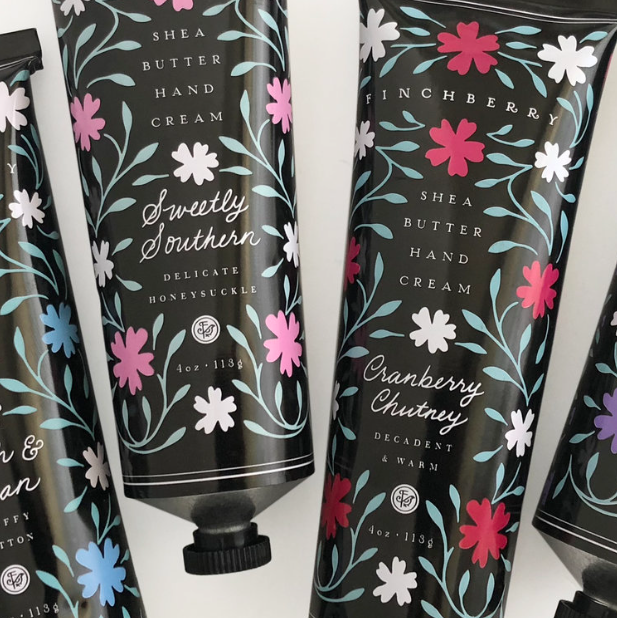 SHEA
BUTTER
HAND
CREAM
Sweetly
Southern
DELICATE
HONEYSUCKLE
4oz · 113g
FINCHBERRY
SHEA
BUTTER
HAND
CREAM
Cranberry
Chutney
DECADENT
& WARM
4oz · 113g
Y
&
113g